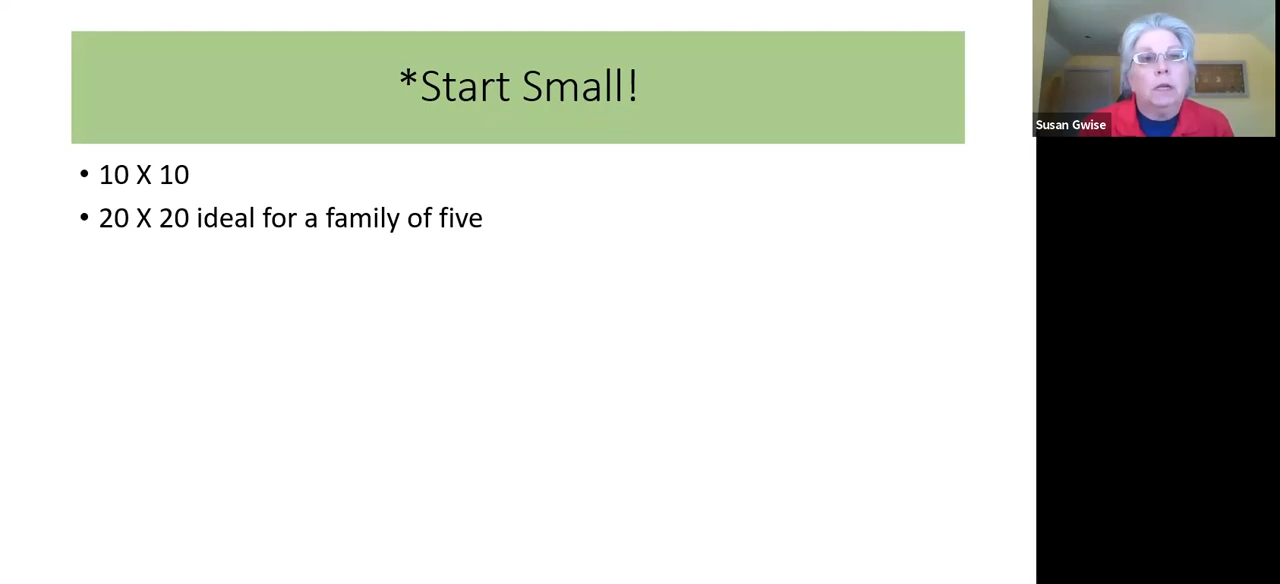 *Start Small!
• 10 X 10
• 20 X 20 ideal for a family of five
Susan Gwise